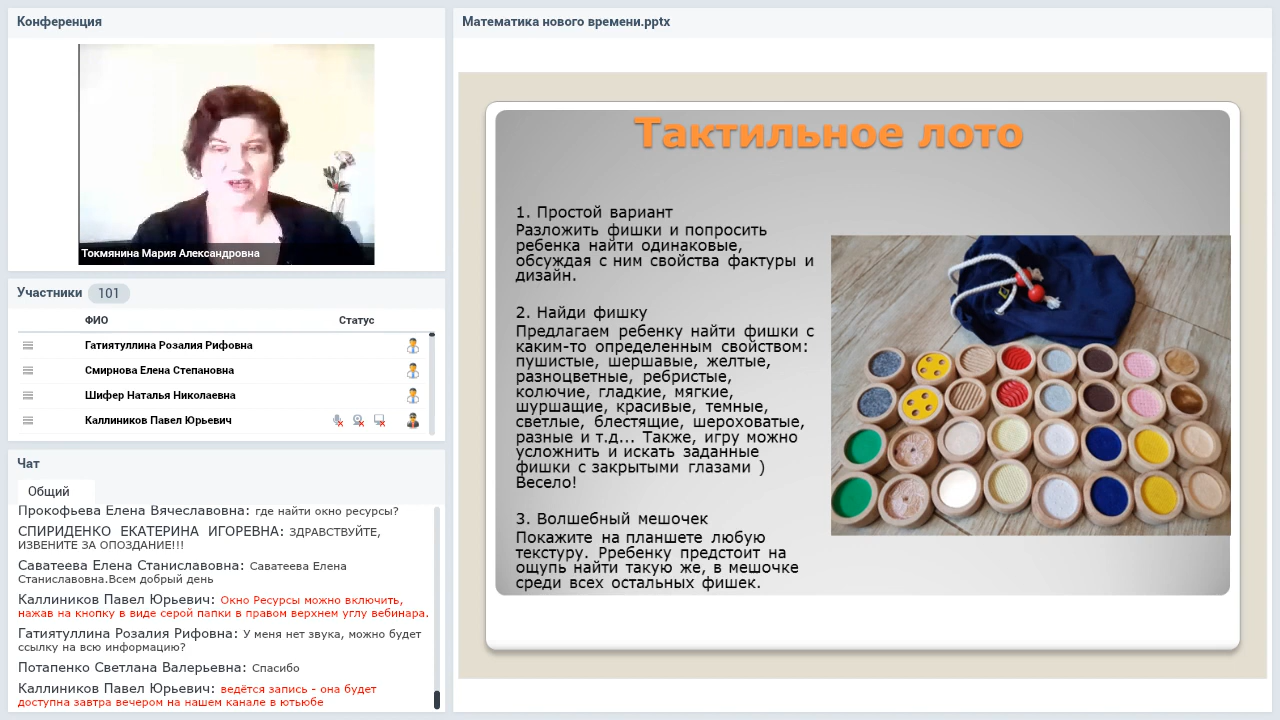 Конференция
Токмянина Мария Александровна
Участники 101
ФИО Статус
Гатиятуллина Розалия Рифовна
Смирнова Елена Степановна
Шифер Наталья Николаевна
Каллиников Павел Юрьевич
Чат
Общий
Прокофьева Елена Вячеславовна: где найти окно ресурсы?
СПИРИДЕНКО ЕКАТЕРИНА ИГОРЕВНА: ЗДРАВСТВУЙТЕ,
ИЗВЕНИТЕ ЗА ОПОЗДАНИЕ!!!
Саватеева Елена Станиславовна: Саватеева Елена
Станиславовна.Всем добрый день
Каллиников Павел Юрьевич: Окно Ресурсы можно включить,
нажав на кнопку в виде серой папки в правом верхнем углу вебинара.
Гатиятуллина Розалия Рифовна: У меня нет звука, можно будет
ссылку на всю информацию?
Потапенко Светлана Валерьевна: Спасибо
Каллиников Павел Юрьевич: ведётся запись - она будет
доступна завтра вечером на нашем канале в ютьюбе
Математика нового времени.pptx
Тактильное лото
1. Простой вариант
Разложить фишки и попросить
ребенка найти одинаковые,
обсуждая с ним свойства фактуры и
дизайн.
2. Найди фишку
Предлагаем ребенку найти фишки с
каким-то определенным свойством:
пушистые, шершавые, желтые,
разноцветные, ребристые,
колючие, гладкие, мягкие,
шуршащие, красивые, темные,
светлые, блестящие, шероховатые,
разные и т.д... Также, игру можно
усложнить и искать заданные
фишки с закрытыми глазами )
Весело!
3. Волшебный мешочек
Покажите на планшете любую
текстуру. Рребенку предстоит на
ощупь найти такую же, в мешочке
среди всех остальных фишек.